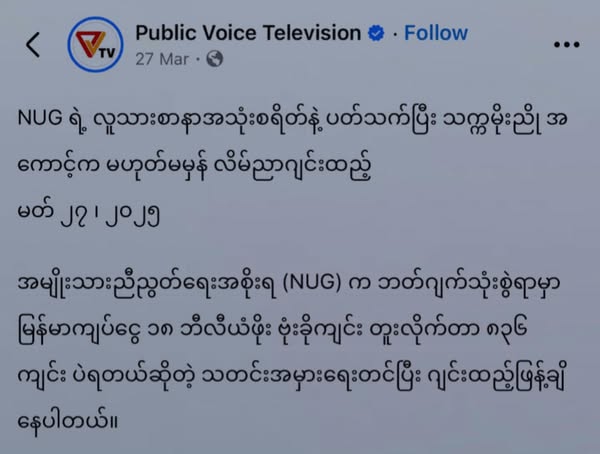 Public Voice Television · Follow
TV
27 Mar ·
NUG ရဲ့ လူသားစာနာအသုံးစရိတ်နဲ့ ပတ်သက်ပြီး သက္ကမိုးညို အ
ကောင့်က မဟုတ်မမှန် လိမ်ညာဂျင်းထည့်
မတ် ၂၇ ၊ ၂၀၂၅
အမျိုးသားညီညွတ်ရေးအစိုးရ (NUG) က ဘတ်ဂျက်သုံးစွဲရာမှာ
မြန်မာကျပ်ငွေ ၁၈ ဘီလီယံဖိုး ဗုံးခိုကျင်း တူးလိုက်တာ ၈၃၆
ကျင်း ပဲရတယ်ဆိုတဲ့ သတင်းအမှားရေးတင်ပြီး ဂျင်းထည့်ဖြန့်ချိ
နေပါတယ်။